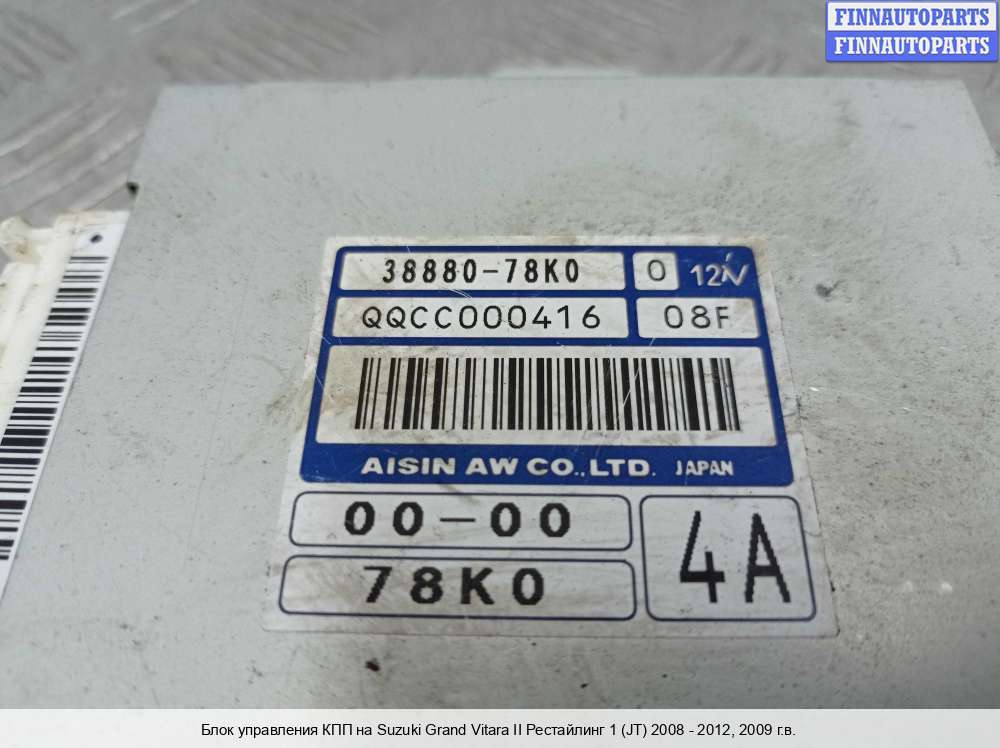 FINNAUTOPARTS
FINNAUTOPARTS
38880-78K0 0 12V
QQCC000416 08F
AISIN AW CO.,LTD. JAPAN
00-00
78K0
4A
Блок управления КПП на Suzuki Grand Vitara II Рестайлинг 1 (JT) 2008 - 2012, 2009 г.в.